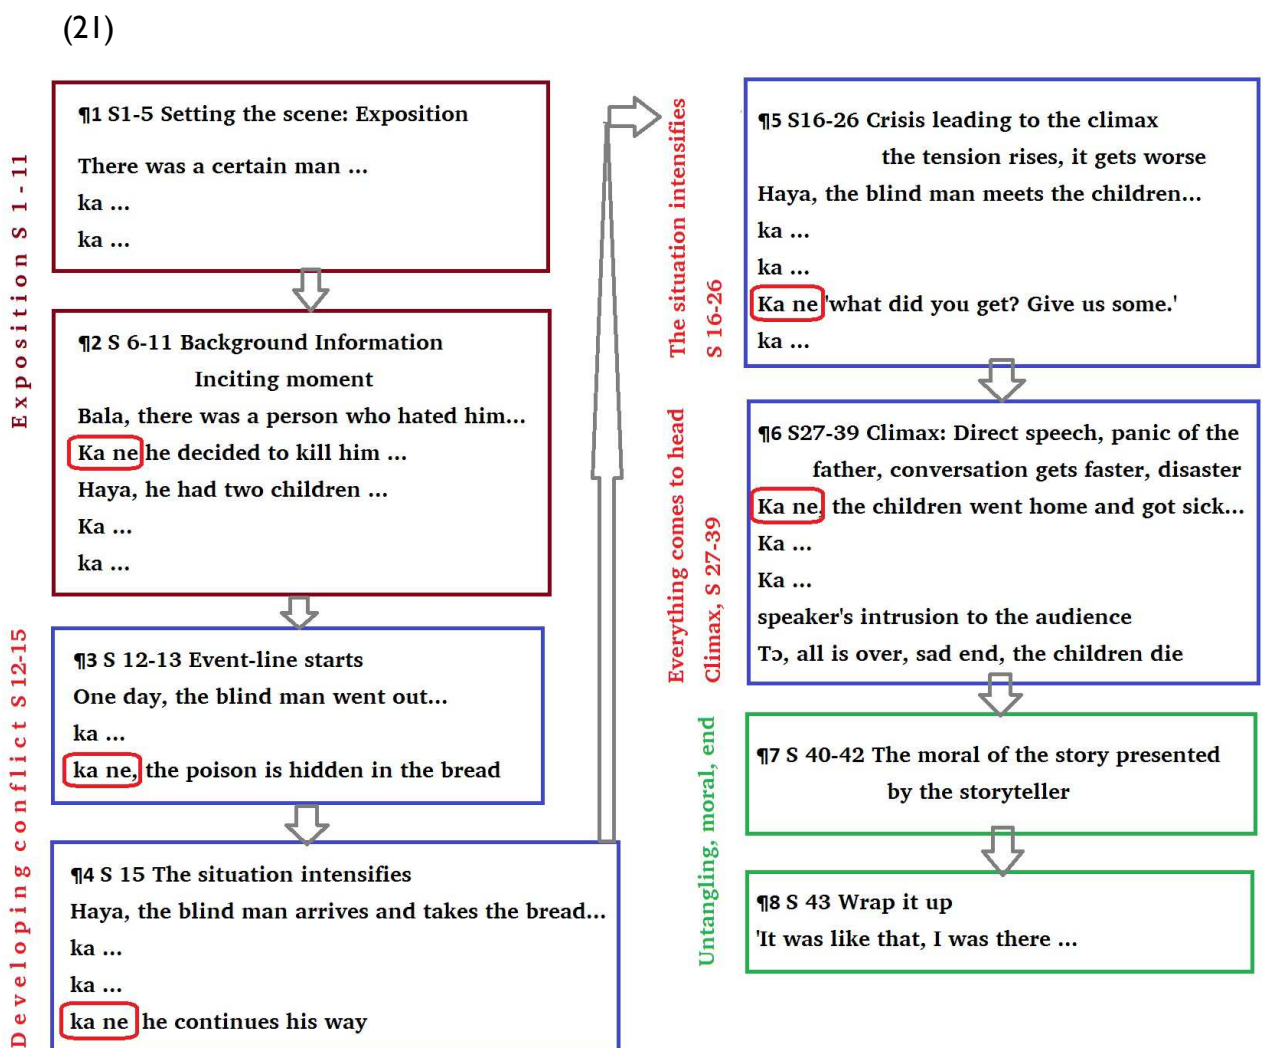 (21)
Exposition S 1 - 11
¶1 S1-5 Setting the scene: Exposition
There was a certain man ...
ka ...
ka ...
¶2 S 6-11 Background Information
Inciting moment
Bala, there was a person who hated him...
Ka ne he decided to kill him ...
Haya, he had two children ...
Ka ...
ka ...
Developing conflict S 12-15
¶3 S 12-13 Event-line starts
One day, the blind man went out...
ka ...
ka ne, the poison is hidden in the bread
¶4 S 15 The situation intensifies
Haya, the blind man arrives and takes the bread...
ka ...
ka ...
ka ne he continues his way
The situation intensifies
S 16-26
¶5 S16-26 Crisis leading to the climax
the tension rises, it gets worse
Haya, the blind man meets the children...
ka ...
ka ...
Ka ne 'what did you get? Give us some.'
ka ...
Everything comes to head
Climax, S 27-39
¶6 S27-39 Climax: Direct speech, panic of the
father, conversation gets faster, disaster
Ka ne, the children went home and got sick...
Ka ...
Ka ...
speaker's intrusion to the audience
Tɔ, all is over, sad end, the children die
Untangling, moral, end
¶7 S 40-42 The moral of the story presented
by the storyteller
¶8 S 43 Wrap it up
'It was like that, I was there ...